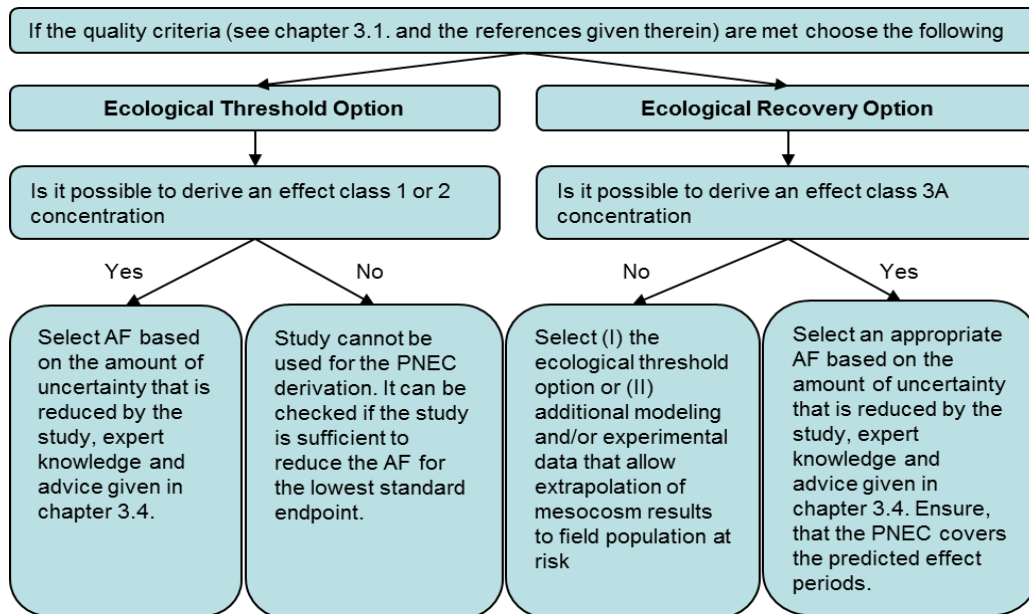 If the quality criteria (see chapter 3.1. and the references given therein) are met choose the following
Ecological Threshold Option
Ecological Recovery Option
Is it possible to derive an effect class 1 or 2
concentration
Is it possible to derive an effect class 3A
concentration
Yes
No
No
Yes
Select AF based
on the amount of
uncertainty that is
reduced by the
study, expert
knowledge and
advice given in
chapter 3.4.
Study cannot be
used for the PNEC
derivation. It can be
checked if the study
is sufficient to
reduce the AF for
the lowest standard
endpoint.
Select (I) the
ecological threshold
option or (II)
additional modeling
and/or experimental
data that allow
extrapolation of
mesocosm results
to field population at
risk
Select an appropriate
AF based on the
amount of uncertainty
that is reduced by the
study, expert
knowledge and
advice given in
chapter 3.4. Ensure,
that the PNEC covers
the predicted effect
periods.